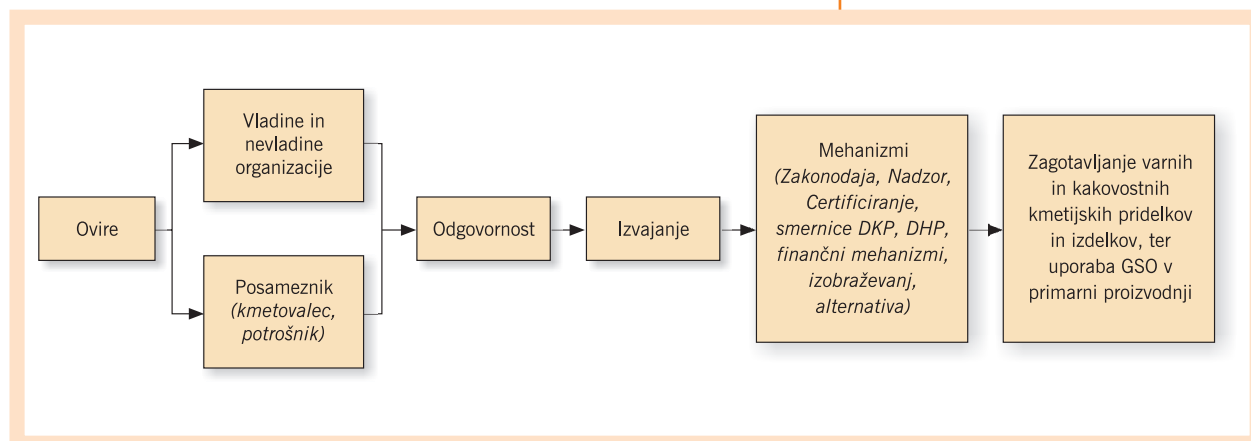 Ovire
Vladine in
nevladine
organizacije
Posameznik
(kmetovalec,
potrošnik)
Odgovornost
Izvajanje
Mehanizmi
(Zakonodaja, Nadzor,
Certificiranje,
smernice DKP, DHP,
finančni mehanizmi,
izobraževanj,
alternativa)
Zagotavljanje varnih
in kakovostnih
kmetijskih pridelkov
in izdelkov, ter
uporaba GSO v
primarni proizvodnji